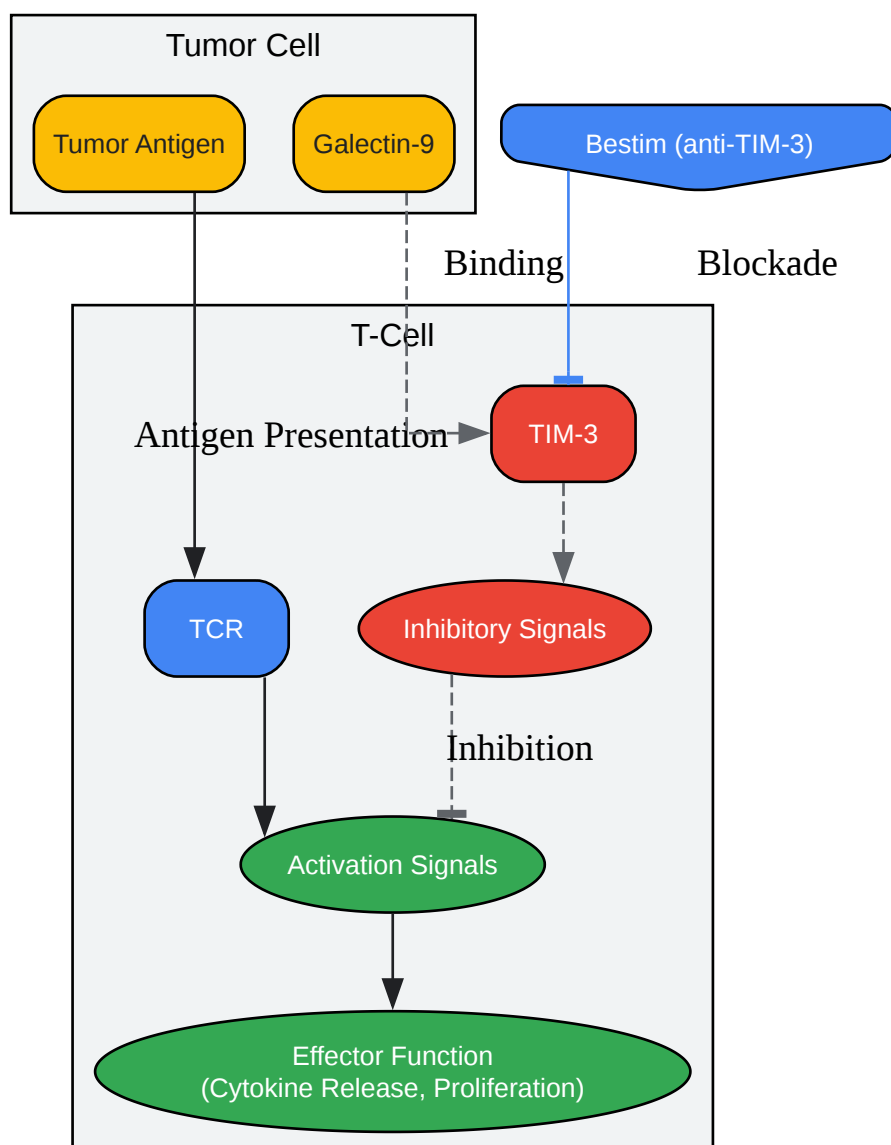 Tumor Cell
Tumor Antigen
Galectin-9
Bestim (anti-TIM-3)
Binding
Blockade
T-Cell
Antigen Presentation
TIM-3
TCR
Inhibitory Signals
Inhibition
Activation Signals
Effector Function
(Cytokine Release, Proliferation)